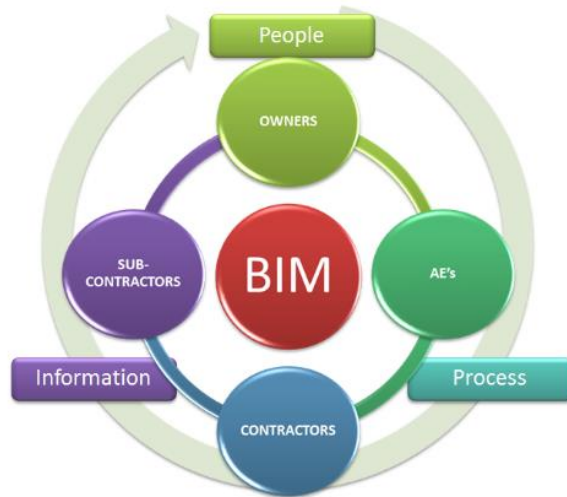 People
OWNERS
SUB-
CONTRACTORS
BIM
AE's
Information
Process
CONTRACTORS